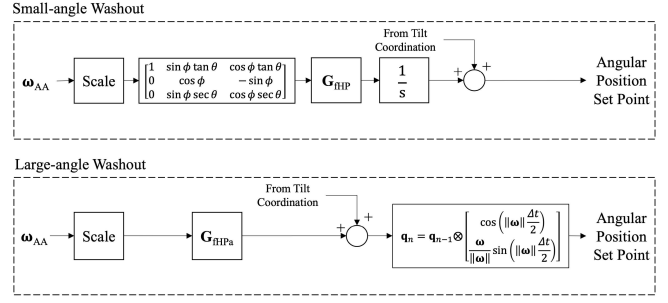 Small-angle Washout
From Tilt
Coordination
ω_AA
Scale
[1 sin ϕ tan θ cos ϕ tan θ
0 cos ϕ − sin ϕ
0 sin ϕ sec θ cos ϕ sec θ]
G_fHP
1/s
+
+
Angular
Position
Set Point
Large-angle Washout
From Tilt
Coordination
ω_AA
Scale
G_fHPa
+
+
q_n = q_{n−1}⊗[cos (‖ω‖ Δt/2)
ω/‖ω‖ sin (‖ω‖ Δt/2)]
Angular
Position
Set Point